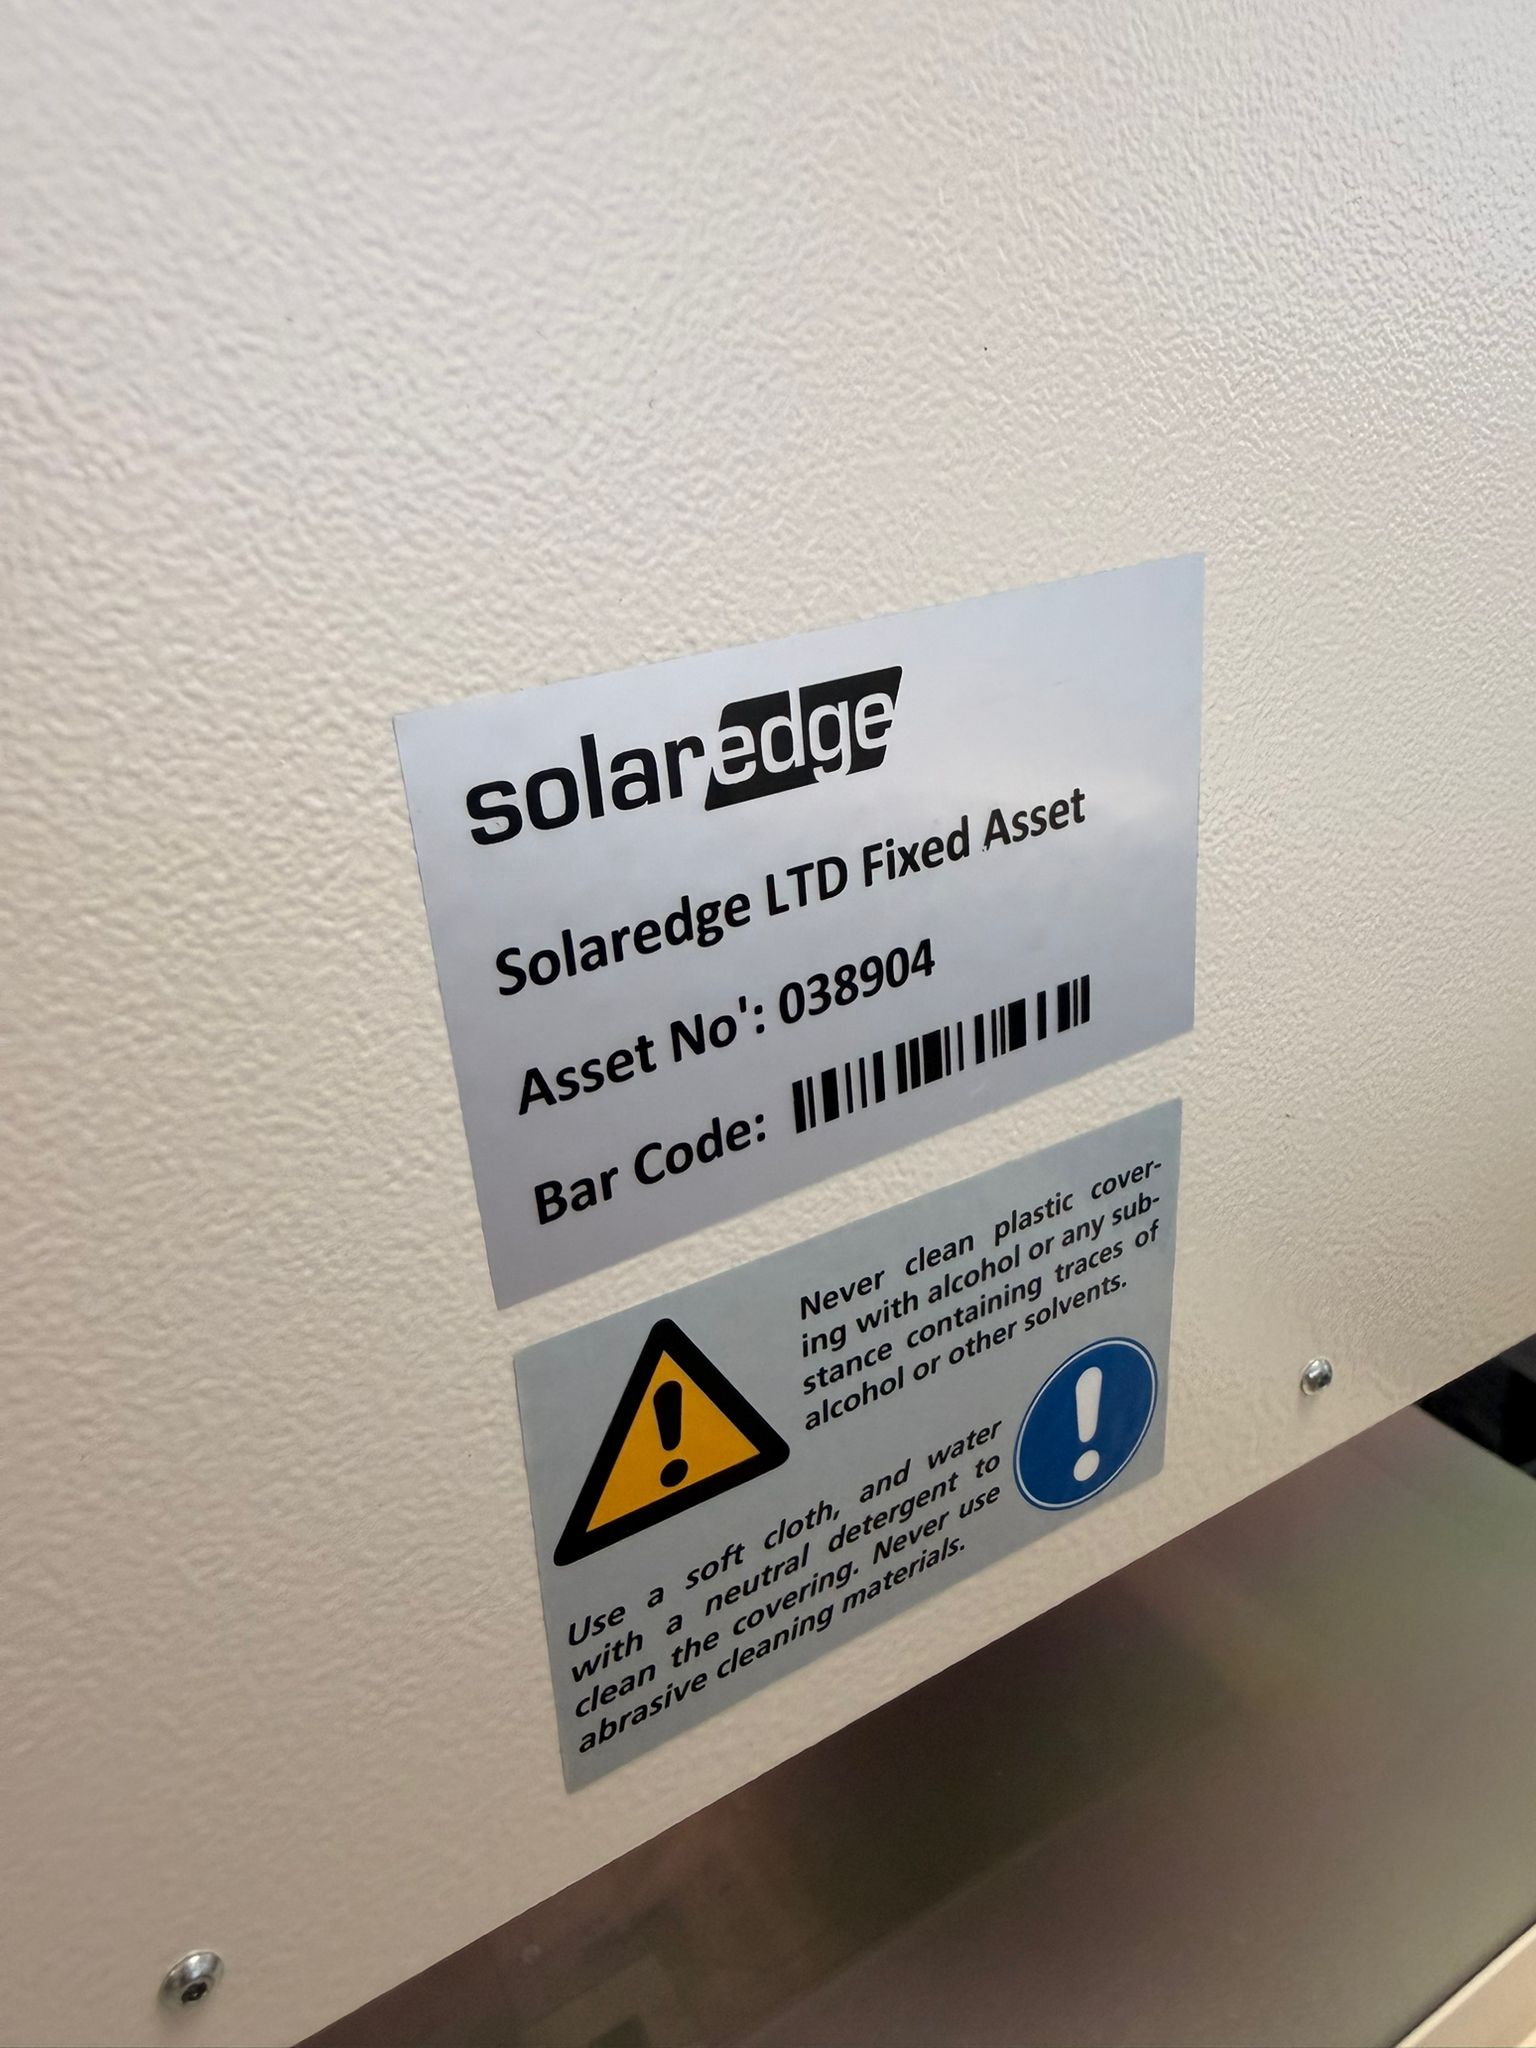 solaredge
Solaredge LTD Fixed Asset
Asset No': 038904
Bar Code:
Never clean plastic cover-
ing with alcohol or any sub-
stance containing traces of
alcohol or other solvents.
Use a soft cloth, and water
with a neutral detergent to
clean the covering. Never use
abrasive cleaning materials.